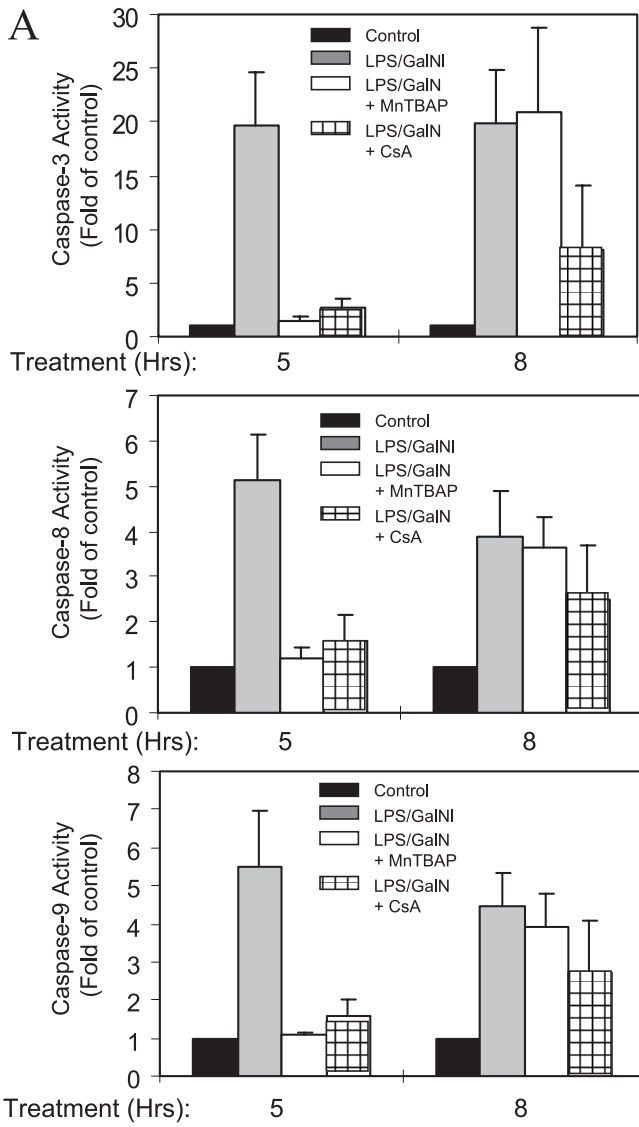 A
Caspase-3 Activity
(Fold of control)
30
25
20
15
10
5
0
Control
LPS/GalNI
LPS/GalN
+ MnTBAP
LPS/GalN
+ CsA
Treatment (Hrs): 5 8
Caspase-8 Activity
(Fold of control)
7
6
5
4
3
2
1
0
Control
LPS/GalNI
LPS/GalN
+ MnTBAP
LPS/GalN
+ CsA
Treatment (Hrs): 5 8
Caspase-9 Activity
(Fold of control)
8
7
6
5
4
3
2
1
0
Control
LPS/GalNI
LPS/GalN
+ MnTBAP
LPS/GalN
+ CsA
Treatment (Hrs): 5 8